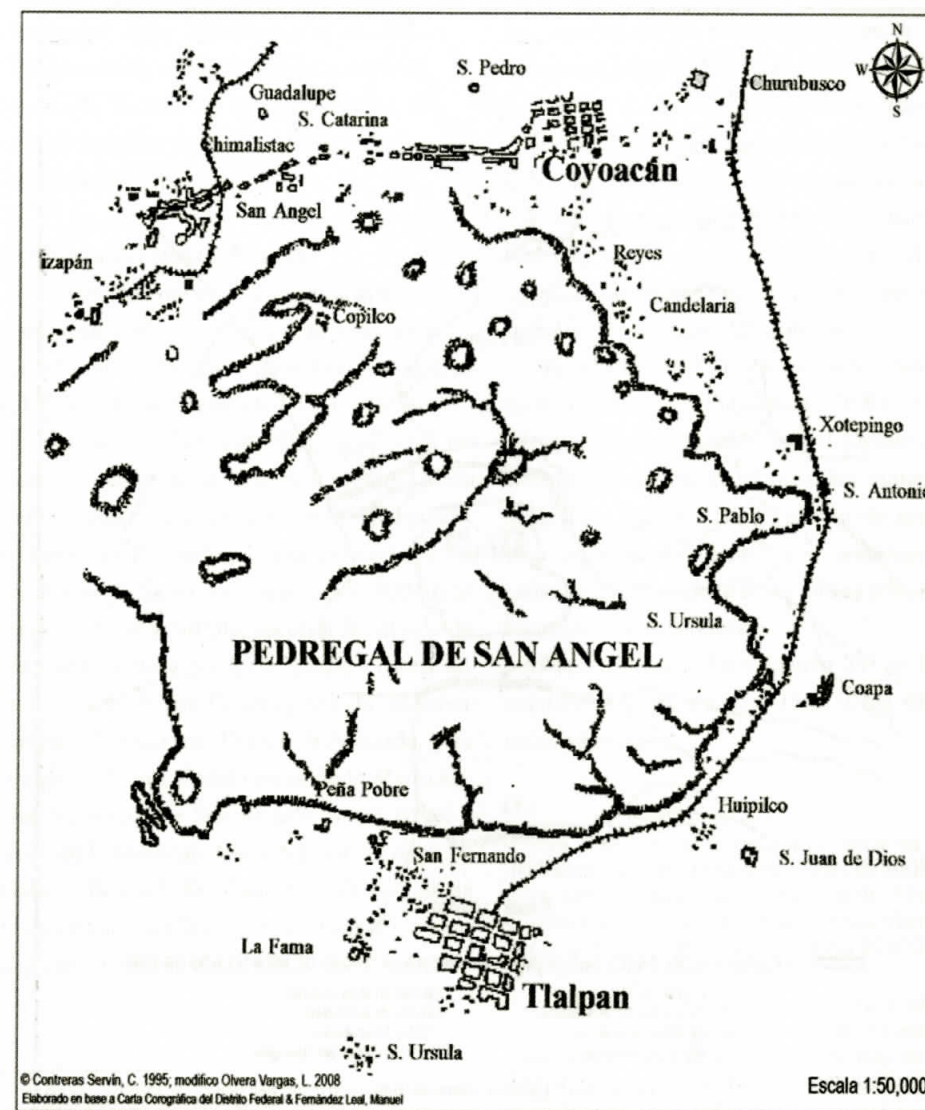 N
W E
S
S. Pedro
Churubusco
Guadalupe
S. Catarina
Chimalistac
Coyoacán
San Angel
Reyes
ízapán
Candelaria
Copilco
Xotepingo
S. Antonio
S. Pablo
S. Ursula
PEDREGAL DE SAN ANGEL
Coapa
Peña Pobre
Huipilco
San Fernando
S. Juan de Dios
La Fama
Tlalpan
S. Ursula
© Contreras Servín, C. 1995; modifico Olvera Vargas, L. 2008
Elaborado en base a Carta Corográfica del Distrito Federal & Fernández Leal, Manuel
Escala 1:50,000